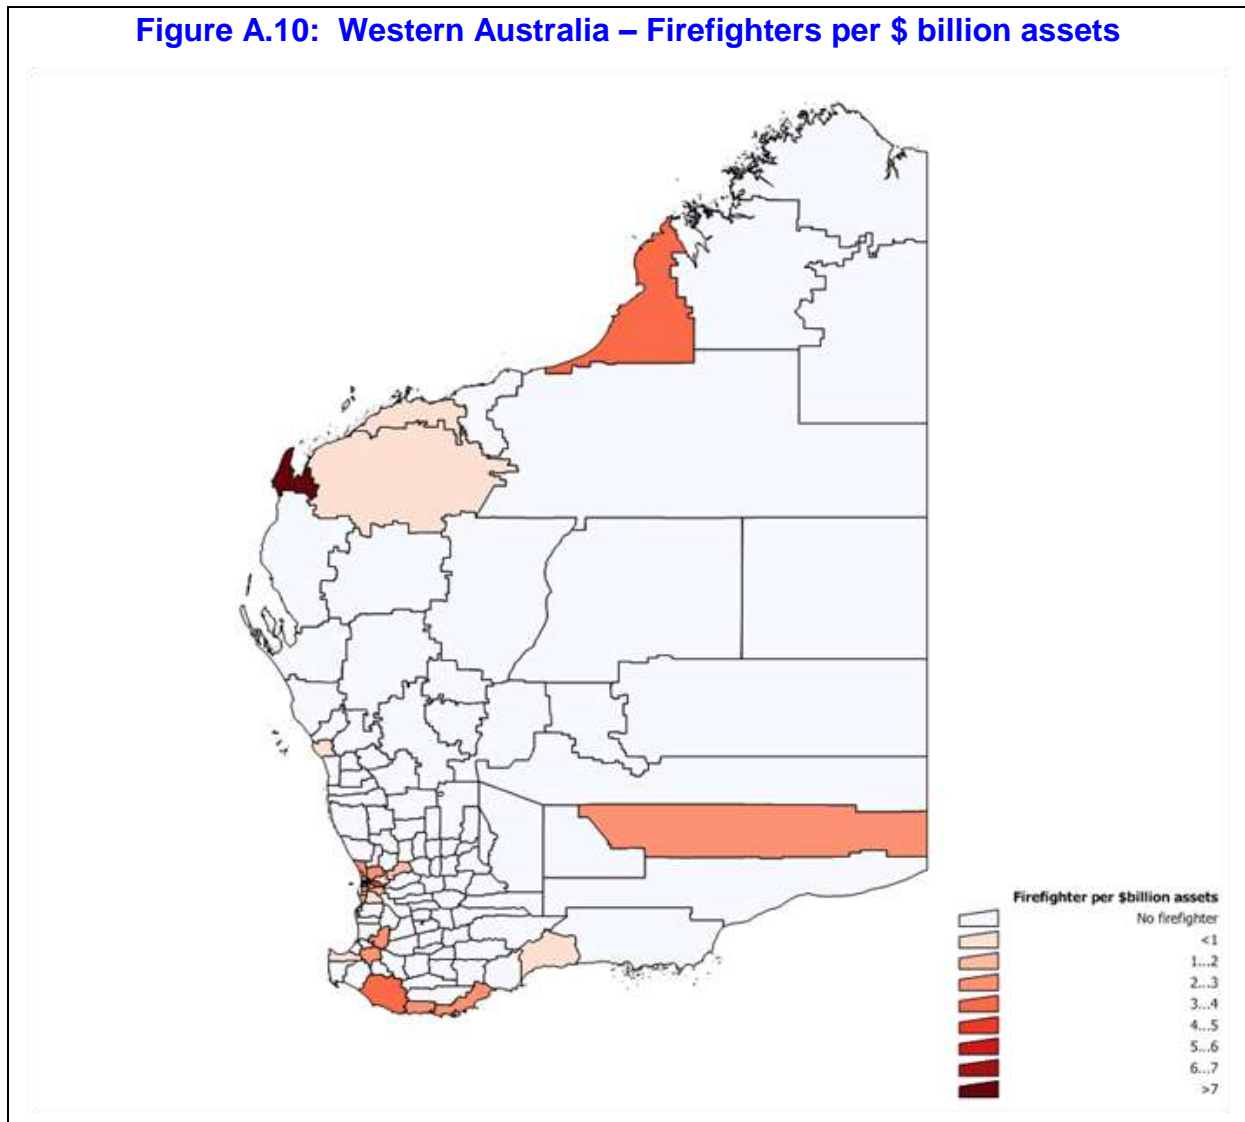 Figure A.10:  Western Australia – Firefighters per $ billion assets
Firefighter per $billion assets
No firefighter
<1
1...2
2...3
3...4
4...5
5...6
6...7
>7